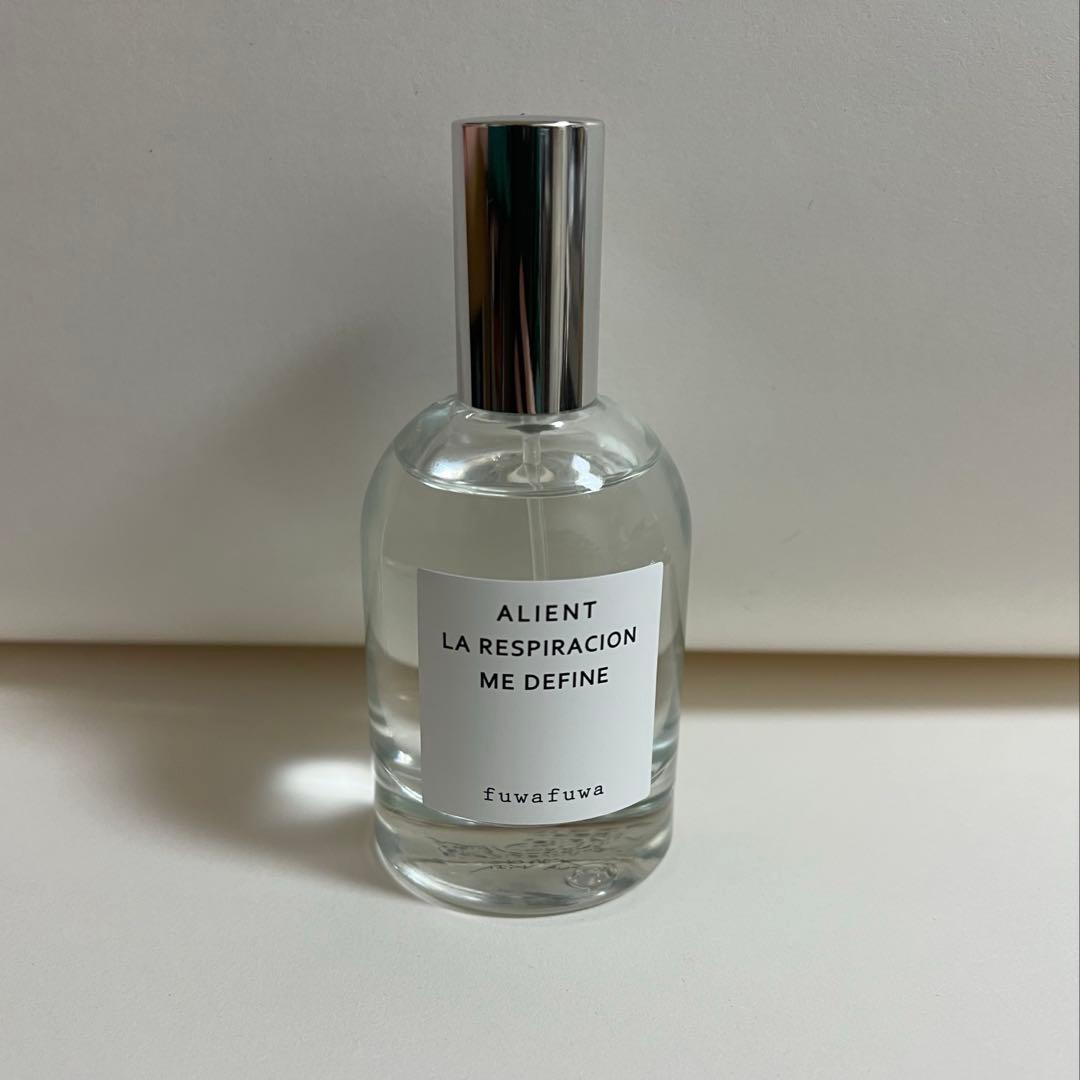 ALIENT
LA RESPIRACION
ME DEFINE
fuwafuwa